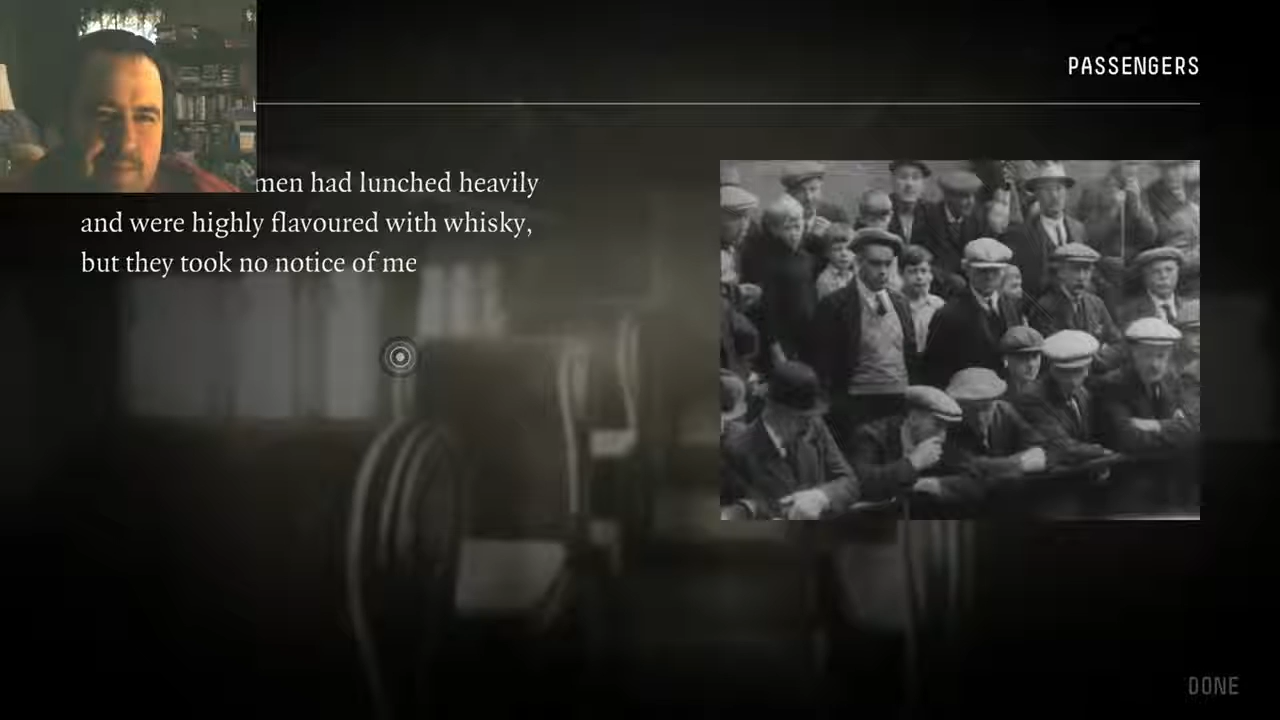 PASSENGERS
men had lunched heavily
and were highly flavoured with whisky,
but they took no notice of me
DONE